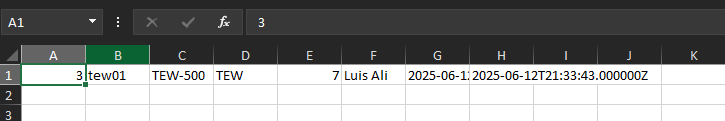 A1 fx 3
A B C D E F G H I J K
1 3 tew01 TEW-500 TEW 7 Luis Ali 2025-06-12 2025-06-12T21:33:43.000000Z
2
3